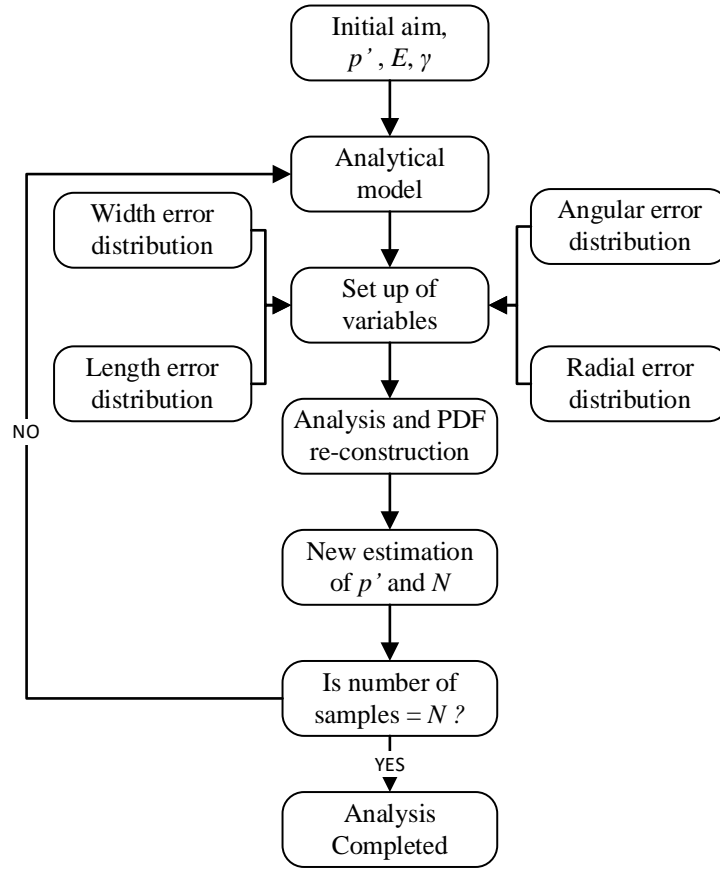 Initial aim,
p’ , E, γ
Analytical
model
Width error
distribution
Angular error
distribution
Set up of
variables
Length error
distribution
Radial error
distribution
Analysis and PDF
re-construction
NO
New estimation
of p’ and N
Is number of
samples = N ?
YES
Analysis
Completed